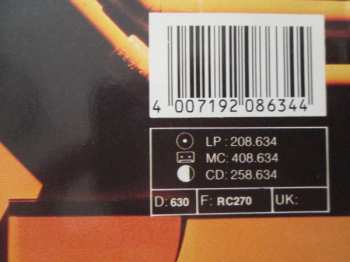 4 007192 086344
LP: 208.634
MC: 408.634
CD: 258.634
D: 630 F: RC270 UK: